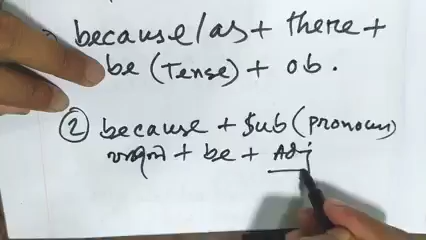 because/as + there +
be (Tense) + ob.
② because + Sub (pronoun)
+ be + Adj